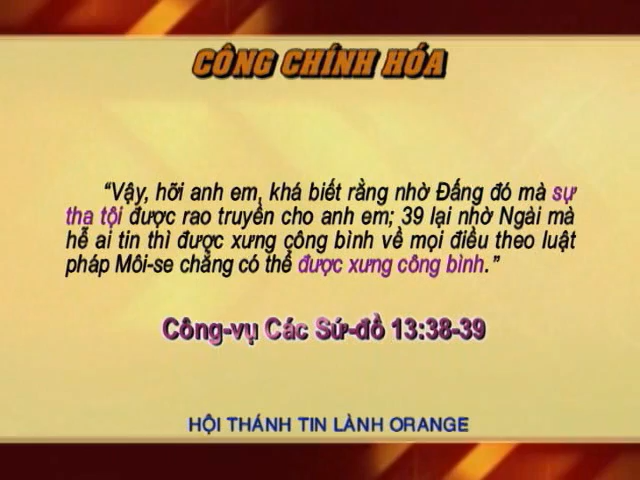 CÔNG CHÍNH HÓA
“Vậy, hỡi anh em, khá biết rằng nhờ Đấng đó mà sự
tha tội được rao truyền cho anh em; 39 lại nhờ Ngài mà
hễ ai tin thì được xưng công bình về mọi điều theo luật
pháp Môi-se chẳng có thể được xưng công bình.”
Công-vụ Các Sứ-đồ 13:38-39
HỘI THÁNH TIN LÀNH ORANGE